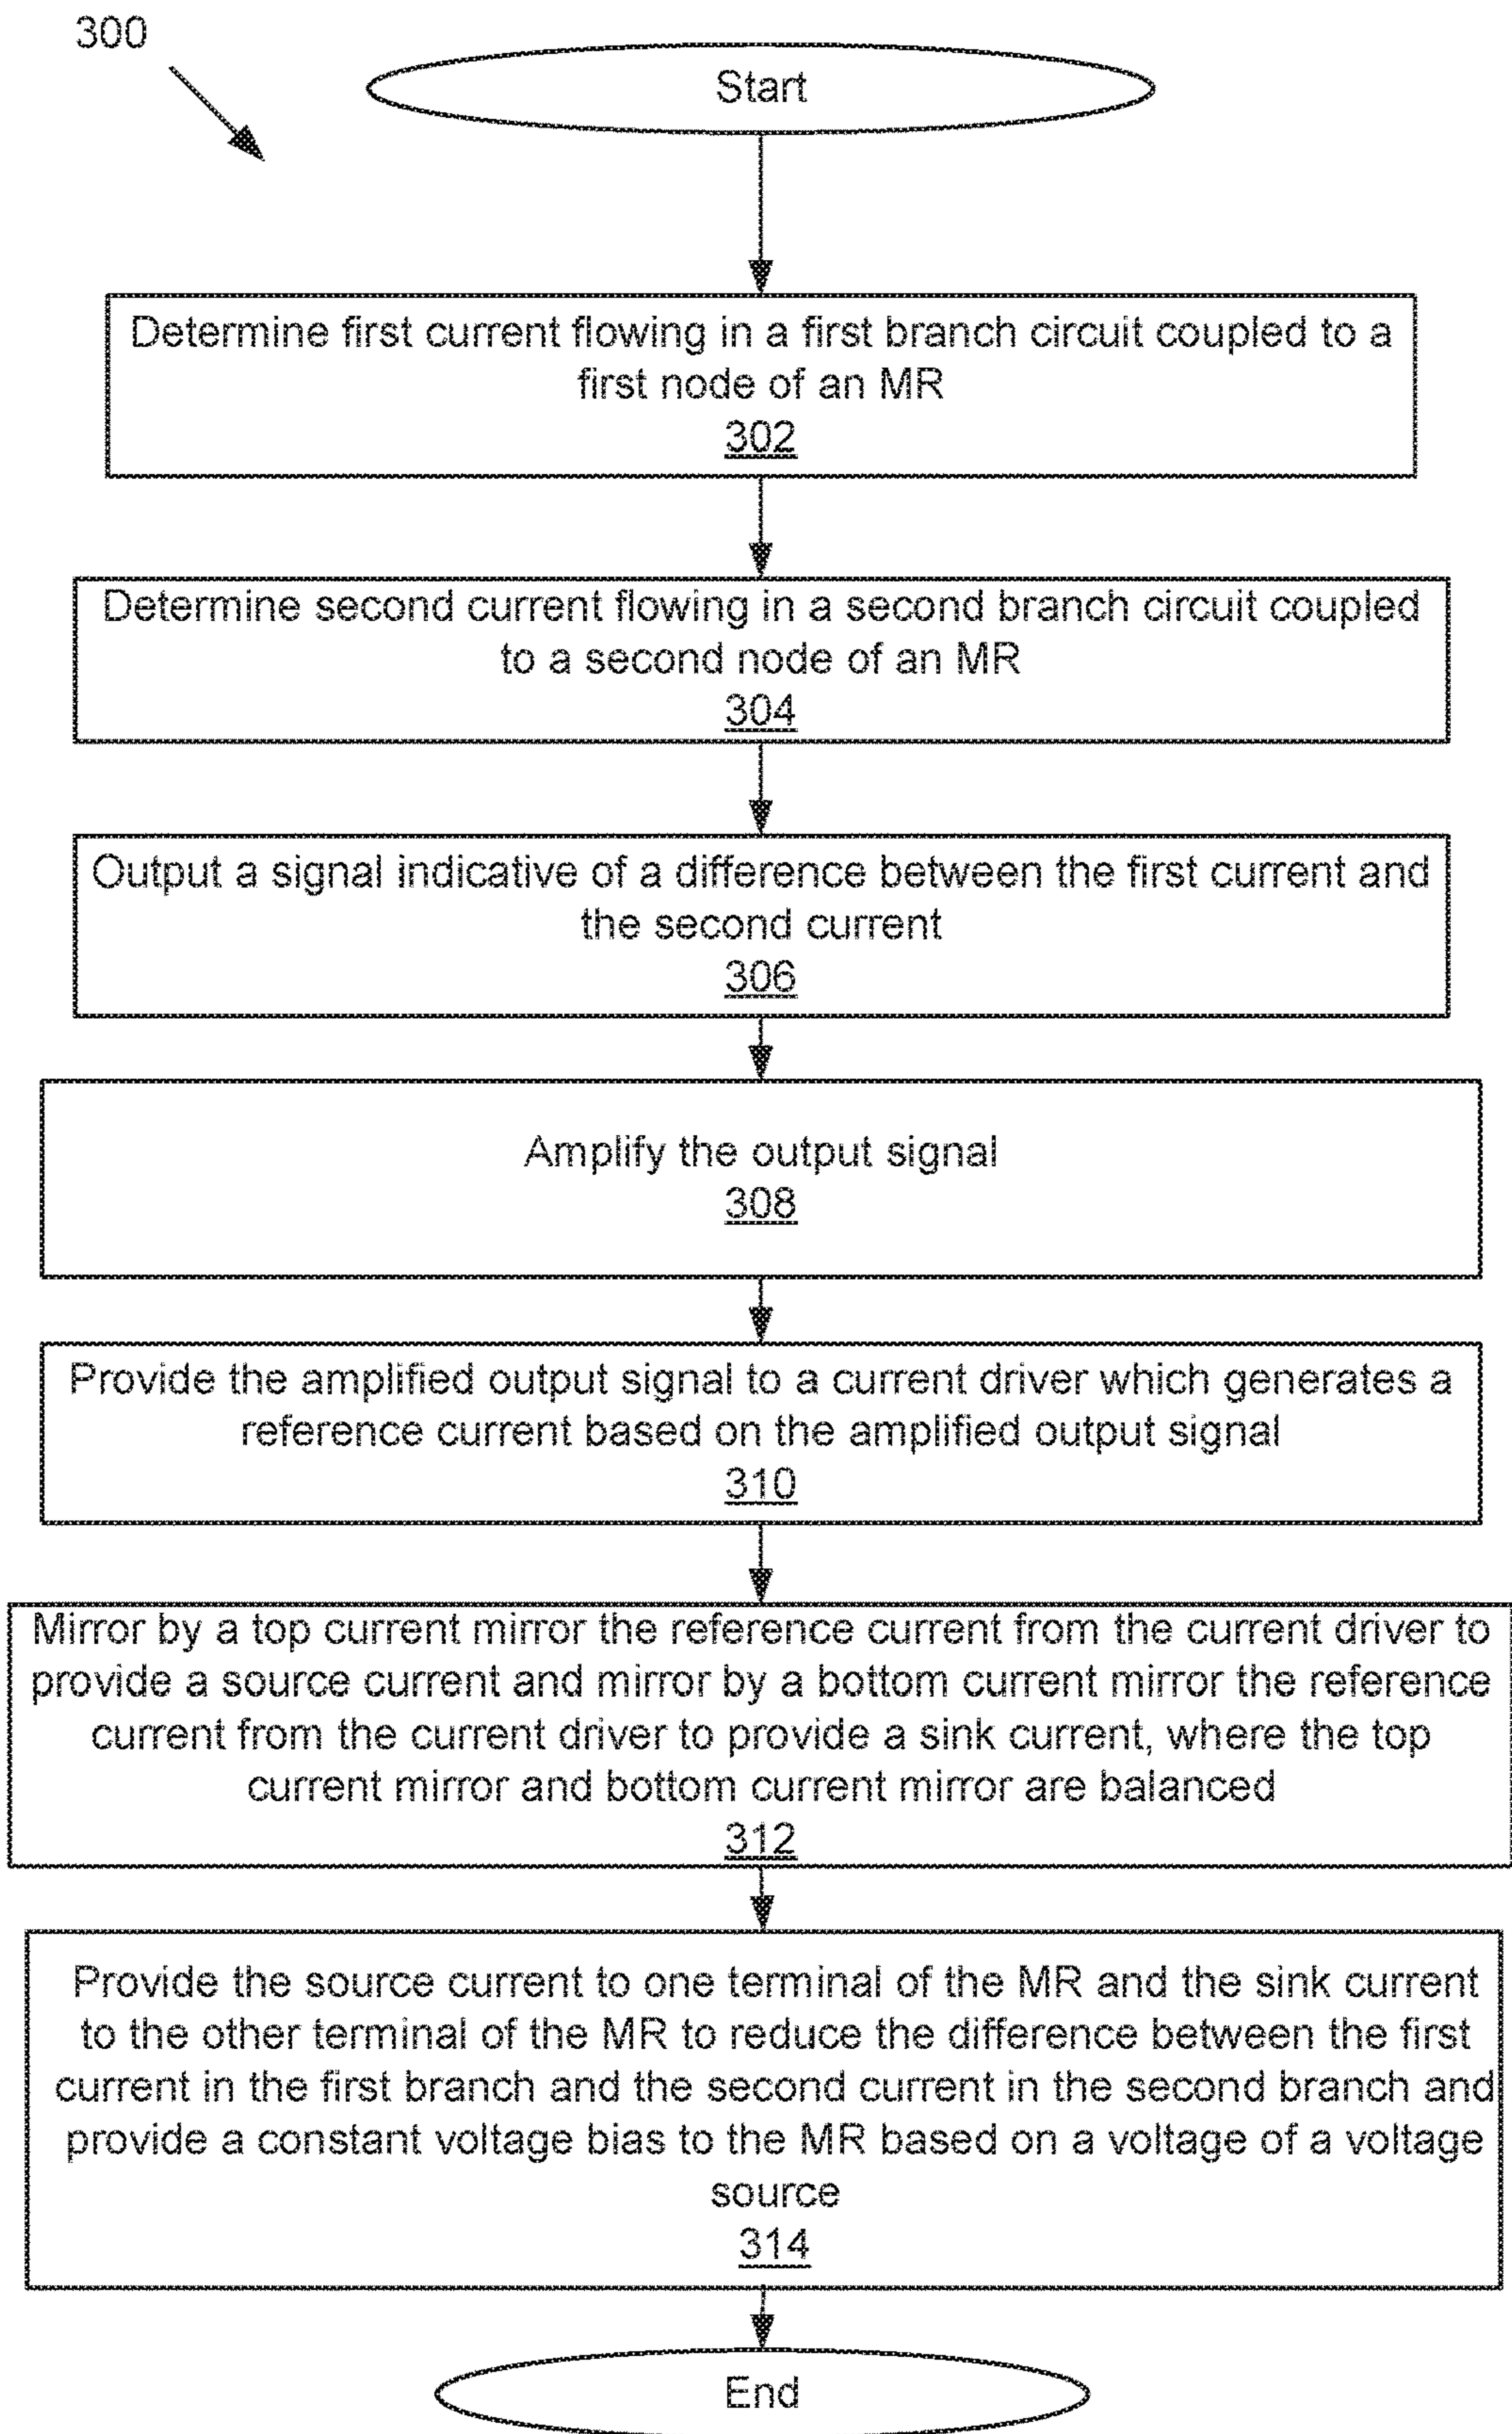 300
Start
Determine first current flowing in a first branch circuit coupled to a
first node of an MR
302
Determine second current flowing in a second branch circuit coupled
to a second node of an MR
304
Output a signal indicative of a difference between the first current and
the second current
306
Amplify the output signal
308
Provide the amplified output signal to a current driver which generates a
reference current based on the amplified output signal
310
Mirror by a top current mirror the reference current from the current driver to
provide a source current and mirror by a bottom current mirror the reference
current from the current driver to provide a sink current, where the top
current mirror and bottom current mirror are balanced
312
Provide the source current to one terminal of the MR and the sink current
to the other terminal of the MR to reduce the difference between the first
current in the first branch and the second current in the second branch and
provide a constant voltage bias to the MR based on a voltage of a voltage
source
314
End